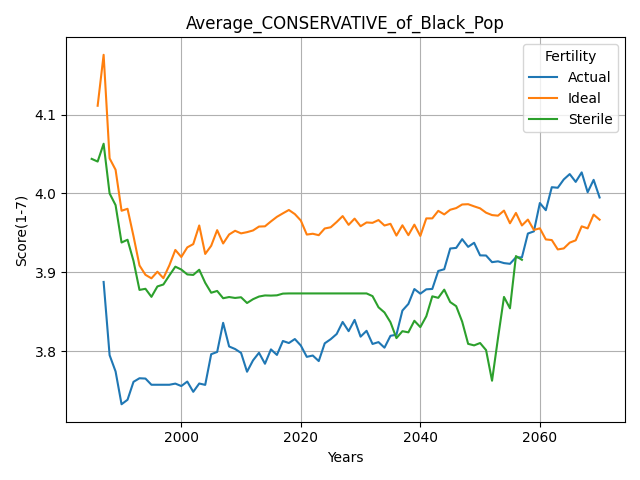 Average_CONSERVATIVE_of_Black_Pop
Fertility
Actual
Ideal
Sterile
Score(1-7)
4.1
4.0
3.9
3.8
2000
2020
2040
2060
Years